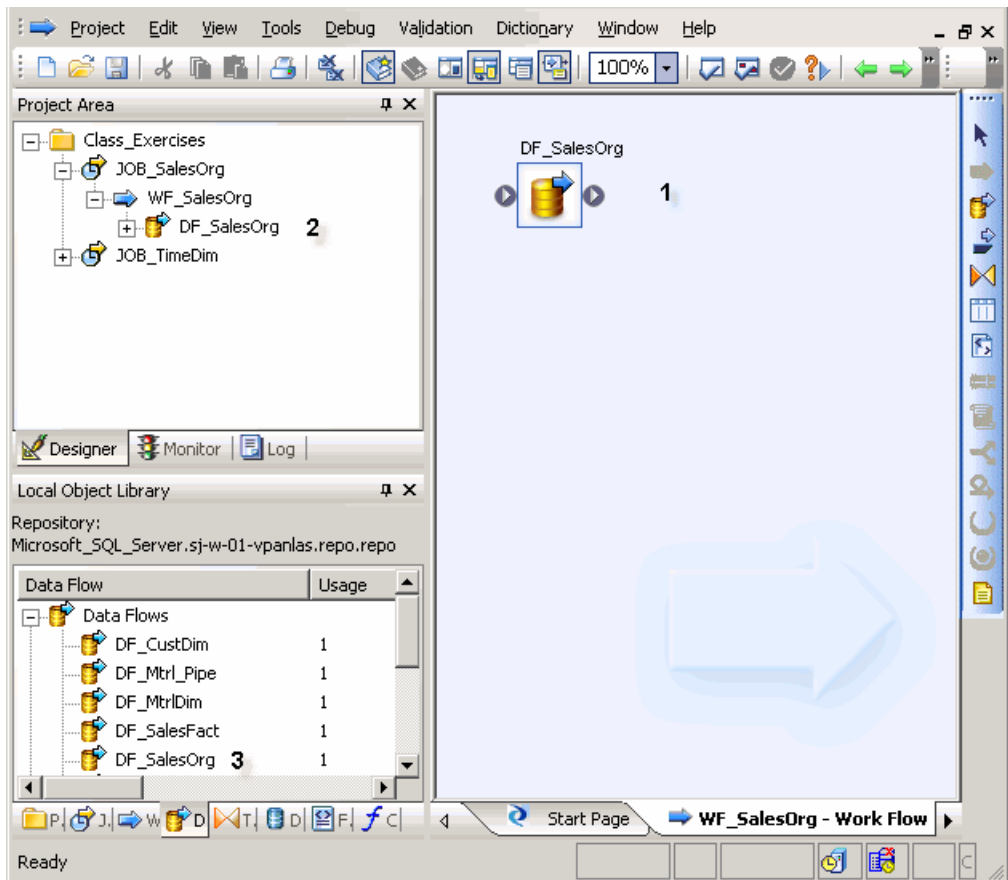 Project Edit View Tools Debug Validation Dictionary Window Help
100%
Project Area
Class_Exercises
JOB_SalesOrg
WF_SalesOrg
DF_SalesOrg 2
JOB_TimeDim
DF_SalesOrg
1
Designer Monitor Log
Local Object Library
Repository:
Microsoft_SQL_Server.sj-w-01-vpanlas.repo.repo
Data Flow Usage
Data Flows
DF_CustDim 1
DF_Mtrl_Pipe 1
DF_MtrlDim 1
DF_SalesFact 1
DF_SalesOrg 3 1
P. J. W D T. D F. C
Start Page WF_SalesOrg - Work Flow
Ready